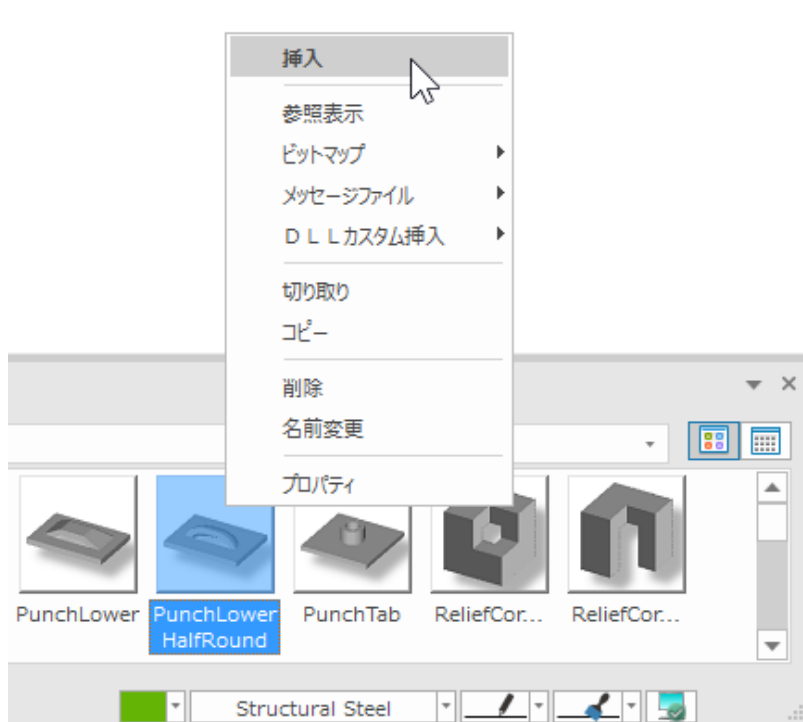 挿入
参照表示
ビットマップ
メッセージファイル
ＤＬＬカスタム挿入
切り取り
コピー
削除
名前変更
プロパティ
PunchLower
PunchLower
HalfRound
PunchTab
ReliefCor...
ReliefCor...
Structural Steel